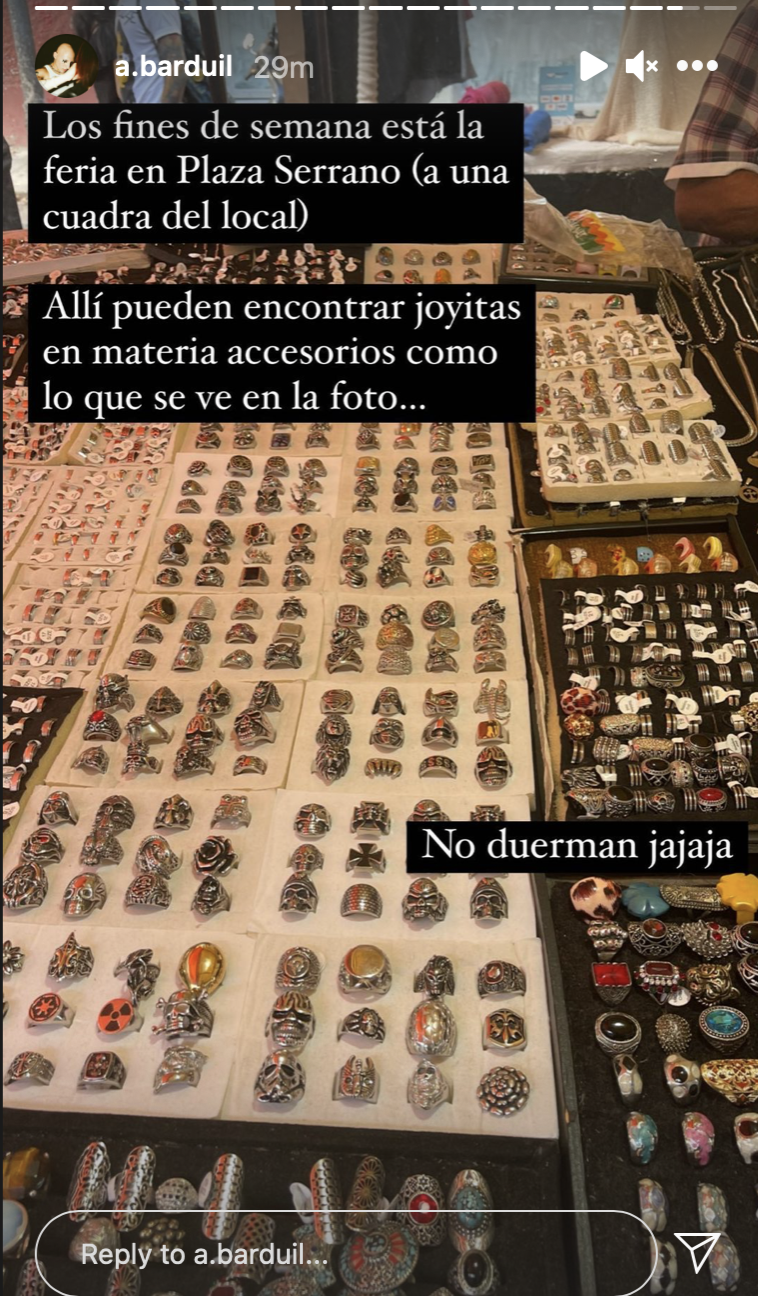 a.barduil 29m
Los fines de semana está la
feria en Plaza Serrano (a una
cuadra del local)
Allí pueden encontrar joyitas
en materia accesorios como
lo que se ve en la foto...
No duerman jajaja
Reply to a.barduil...